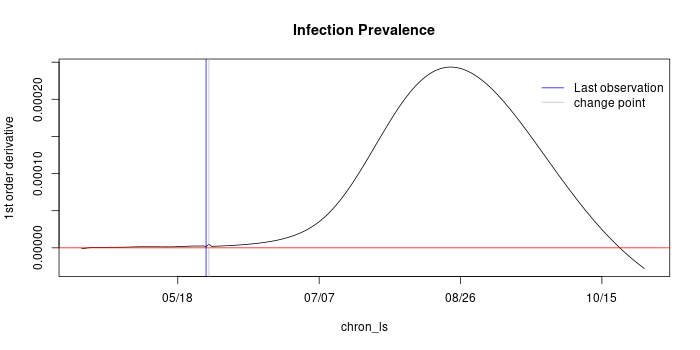 Infection Prevalence
1st order derivative
0.00020
0.00010
0.00000
Last observation
change point
05/18
07/07
08/26
10/15
chron_ls